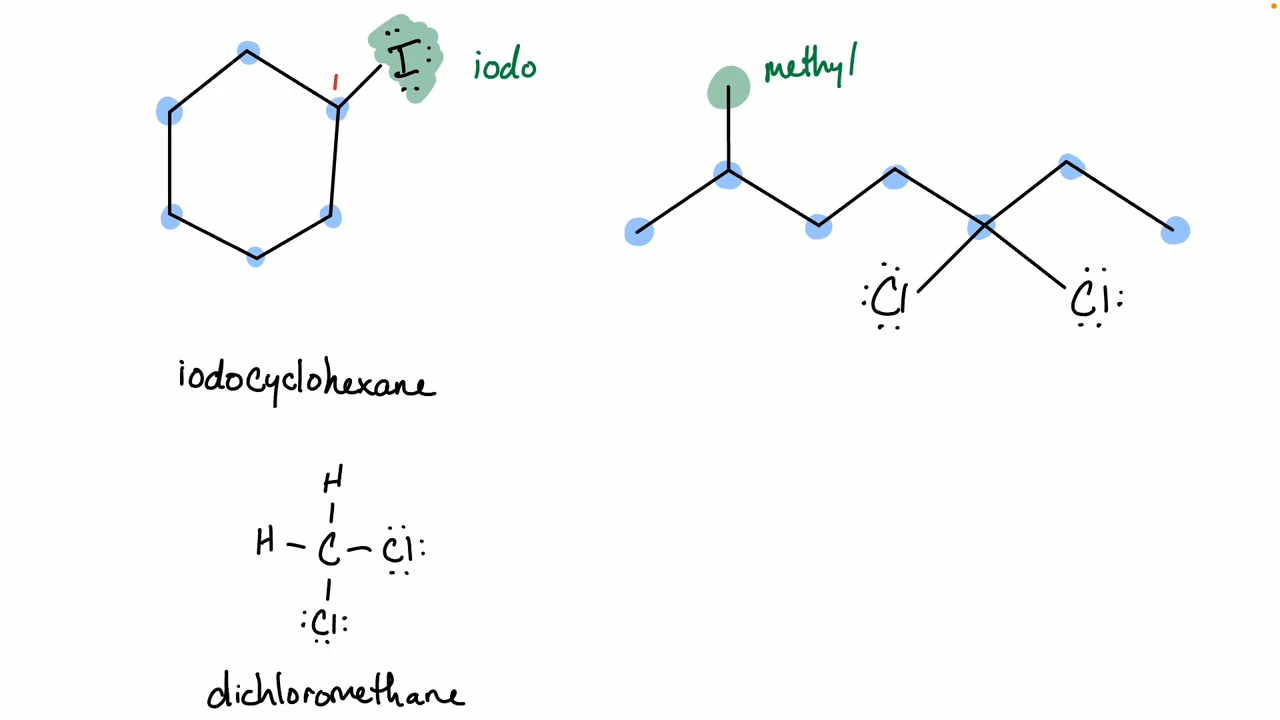 I
iodo
1
methyl
Cl
Cl
iodocyclohexane
H
H - C - Cl
Cl
dichloromethane